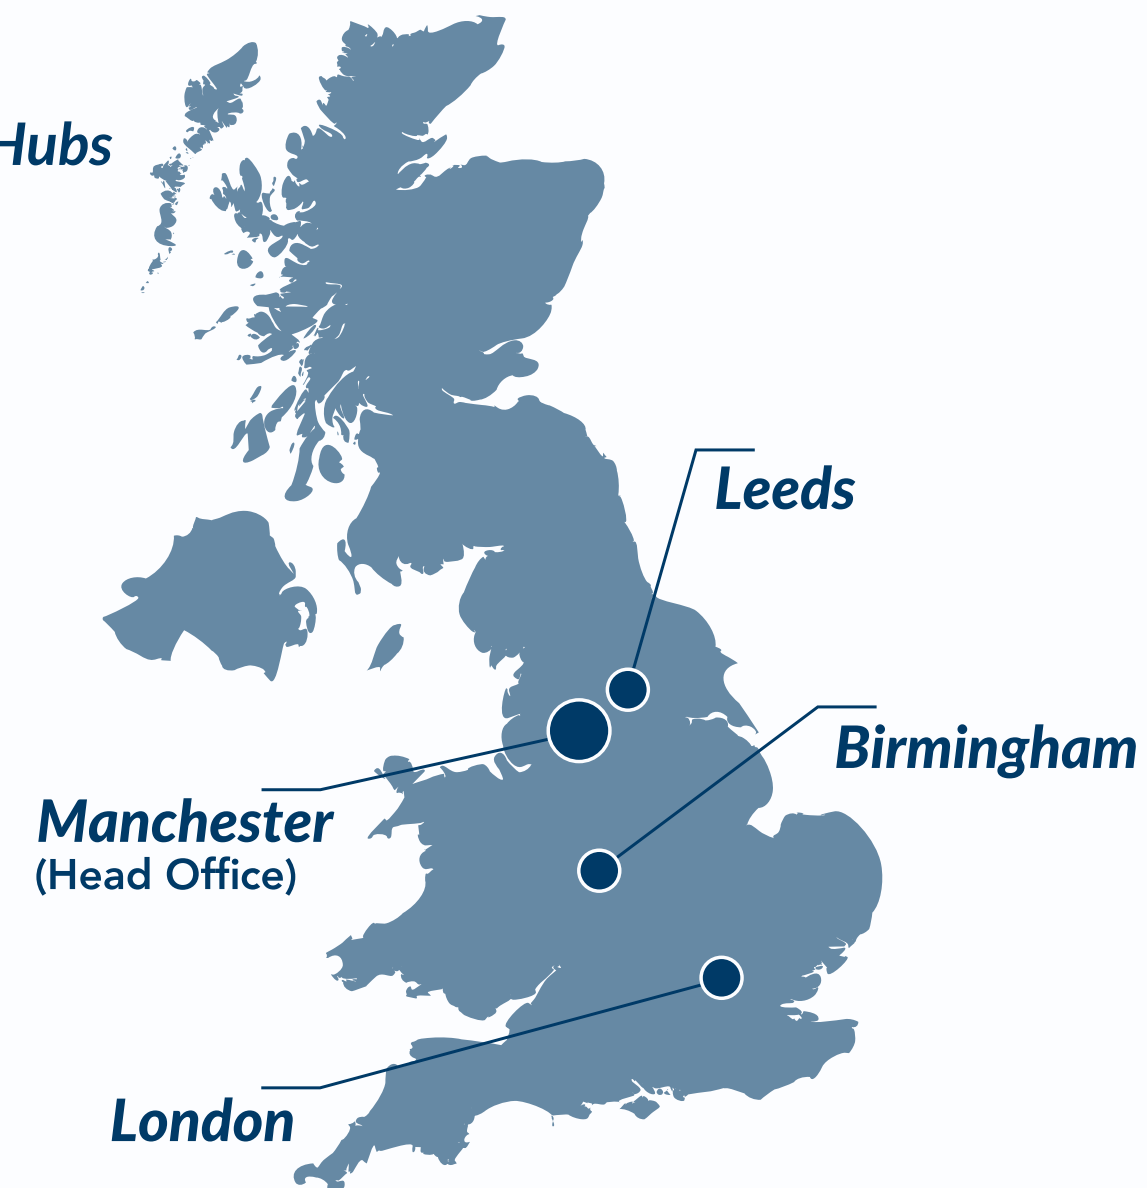 Hubs
Leeds
Birmingham
Manchester
(Head Office)
London